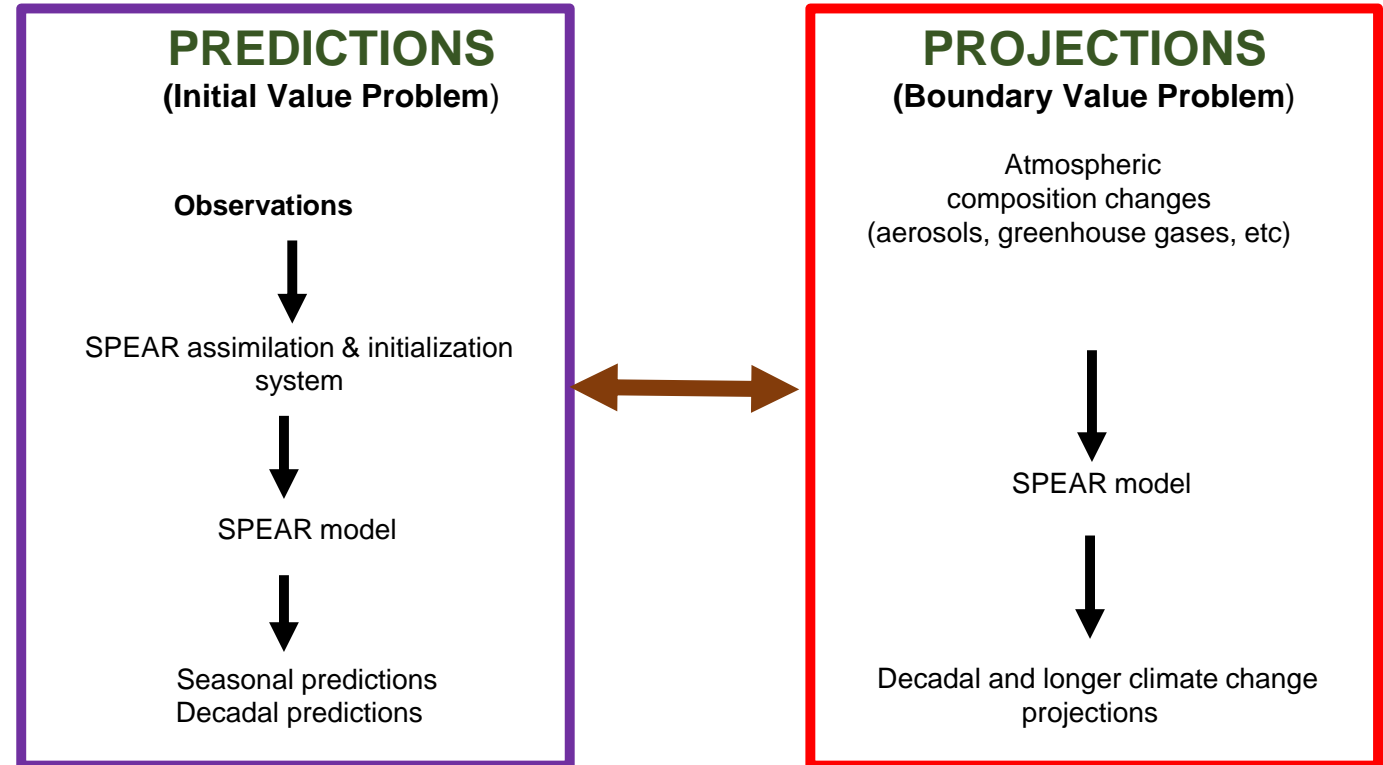 PREDICTIONS
(Initial Value Problem)
Observations
SPEAR assimilation & initialization
system
SPEAR model
Seasonal predictions
Decadal predictions
PROJECTIONS
(Boundary Value Problem)
Atmospheric
composition changes
(aerosols, greenhouse gases, etc)
SPEAR model
Decadal and longer climate change
projections